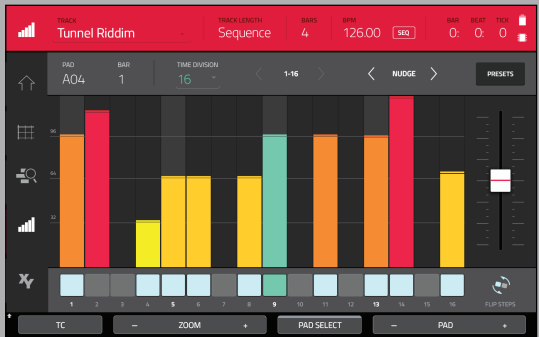 TRACK TRACK LENGTH BARS BPM BAR BEAT TICK
Tunnel Riddim Sequence 4 126.00 SEQ 0: 0: 0
PAD BAR TIME DIVISION
A04 1 16 1-16 NUDGE PRESETS
96
65
32
XY
1 2 3 4 5 6 7 8 9 10 11 12 13 14 15 16 FLIP STEPS
TC − ZOOM + PAD SELECT − PAD +